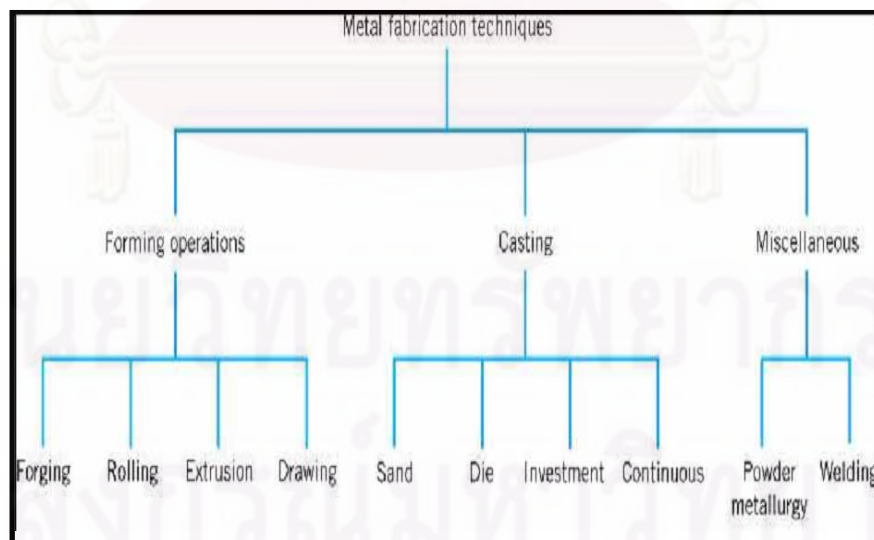 Metal fabrication techniques
Forming operations
Casting
Miscellaneous
Forging
Rolling
Extrusion
Drawing
Sand
Die
Investment
Continuous
Powder
metallurgy
Welding